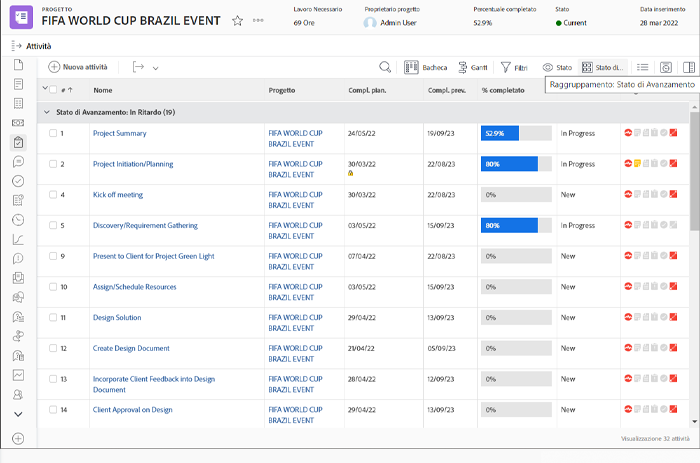 PROGETTO
FIFA WORLD CUP BRAZIL EVENT
Lavoro Necessario
69 Ore
Proprietario progetto
Admin User
Percentuale completato
52.9%
Stato
Current
Data inserimento
28 mar 2022
Attività
Nuova attività
Bacheca
Gantt
Filtri
Stato
Stato di...
Raggruppamento: Stato di Avanzamento
# Nome Progetto Compl. pian. Compl. prev. % completato
Stato di Avanzamento: In Ritardo (19)
1 Project Summary FIFA WORLD CUP BRAZIL EVENT 24/05/22 19/09/23 52.9% In Progress
2 Project Initiation/Planning FIFA WORLD CUP BRAZIL EVENT 30/03/22 22/08/23 80% In Progress
4 Kick off meeting FIFA WORLD CUP BRAZIL EVENT 30/03/22 22/08/23 0% New
5 Discovery/Requirement Gathering FIFA WORLD CUP BRAZIL EVENT 03/05/22 15/09/23 80% In Progress
9 Present to Client for Project Green Light FIFA WORLD CUP BRAZIL EVENT 07/04/22 22/08/23 0% New
10 Assign/Schedule Resources FIFA WORLD CUP BRAZIL EVENT 03/05/22 15/09/23 0% New
11 Design Solution FIFA WORLD CUP BRAZIL EVENT 29/04/22 13/09/23 0% New
12 Create Design Document FIFA WORLD CUP BRAZIL EVENT 21/04/22 05/09/23 0% New
13 Incorporate Client Feedback into Design Document FIFA WORLD CUP BRAZIL EVENT 28/04/22 12/09/23 0% New
14 Client Approval on Design FIFA WORLD CUP BRAZIL EVENT 29/04/22 13/09/23 0% New
Visualizzazione 32 attività